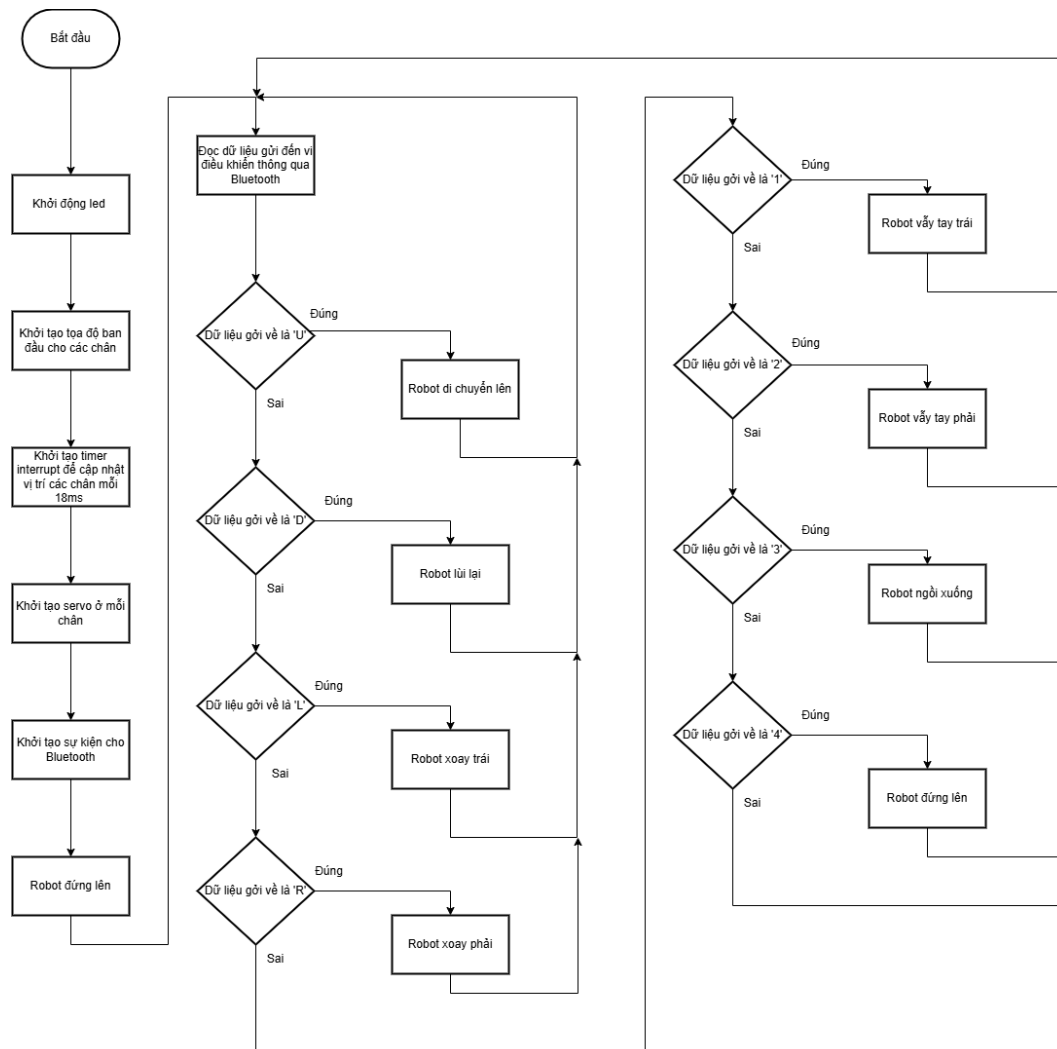 Bắt đầu
Khởi động led
Khởi tạo tọa độ ban
đầu cho các chân
Khởi tạo timer
interrupt để cập nhật
vị trí các chân mỗi
18ms
Khởi tạo servo ở mỗi
chân
Khởi tạo sự kiện cho
Bluetooth
Robot đứng lên
Đọc dữ liệu gửi đến vi
điều khiển thông qua
Bluetooth
Dữ liệu gởi về là 'U'
Đúng
Sai
Robot di chuyển lên
Dữ liệu gởi về là 'D'
Đúng
Sai
Robot lùi lại
Dữ liệu gởi về là 'L'
Đúng
Sai
Robot xoay trái
Dữ liệu gởi về là 'R'
Đúng
Sai
Robot xoay phải
Dữ liệu gởi về là '1'
Đúng
Sai
Robot vẫy tay trái
Dữ liệu gởi về là '2'
Đúng
Sai
Robot vẫy tay phải
Dữ liệu gởi về là '3'
Đúng
Sai
Robot ngồi xuống
Dữ liệu gởi về là '4'
Đúng
Sai
Robot đứng lên